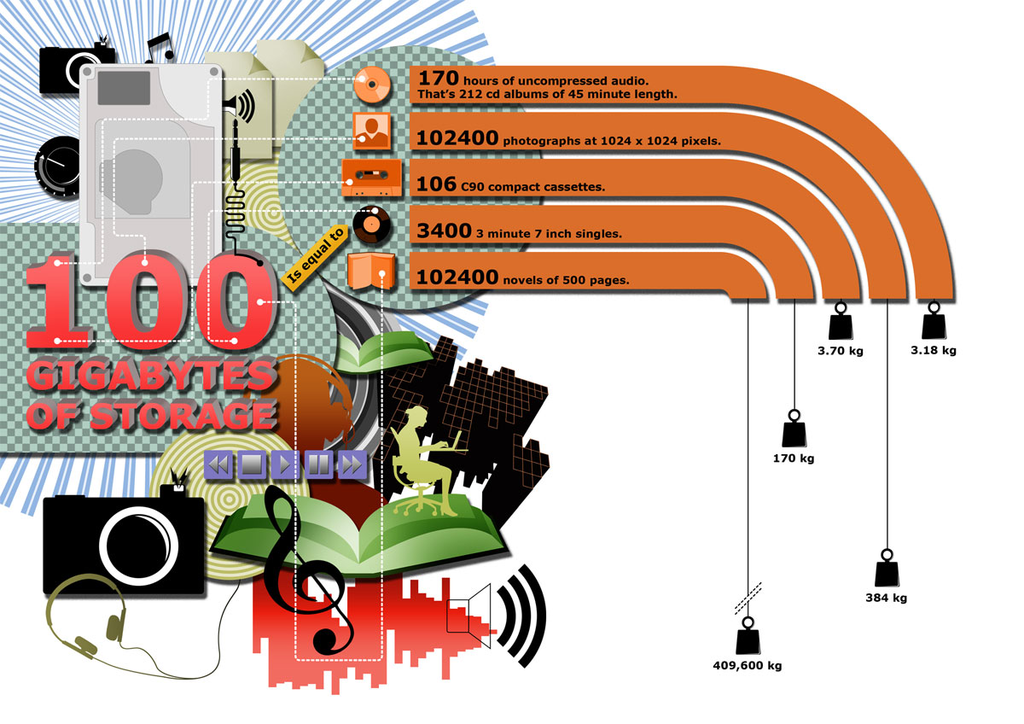 170 hours of uncompressed audio.
That's 212 cd albums of 45 minute length.
102400 photographs at 1024 x 1024 pixels.
106 C90 compact cassettes.
3400 3 minute 7 inch singles.
102400 novels of 500 pages.
Is equal to
100
GIGABYTES
OF STORAGE
3.70 kg
3.18 kg
170 kg
384 kg
409,600 kg